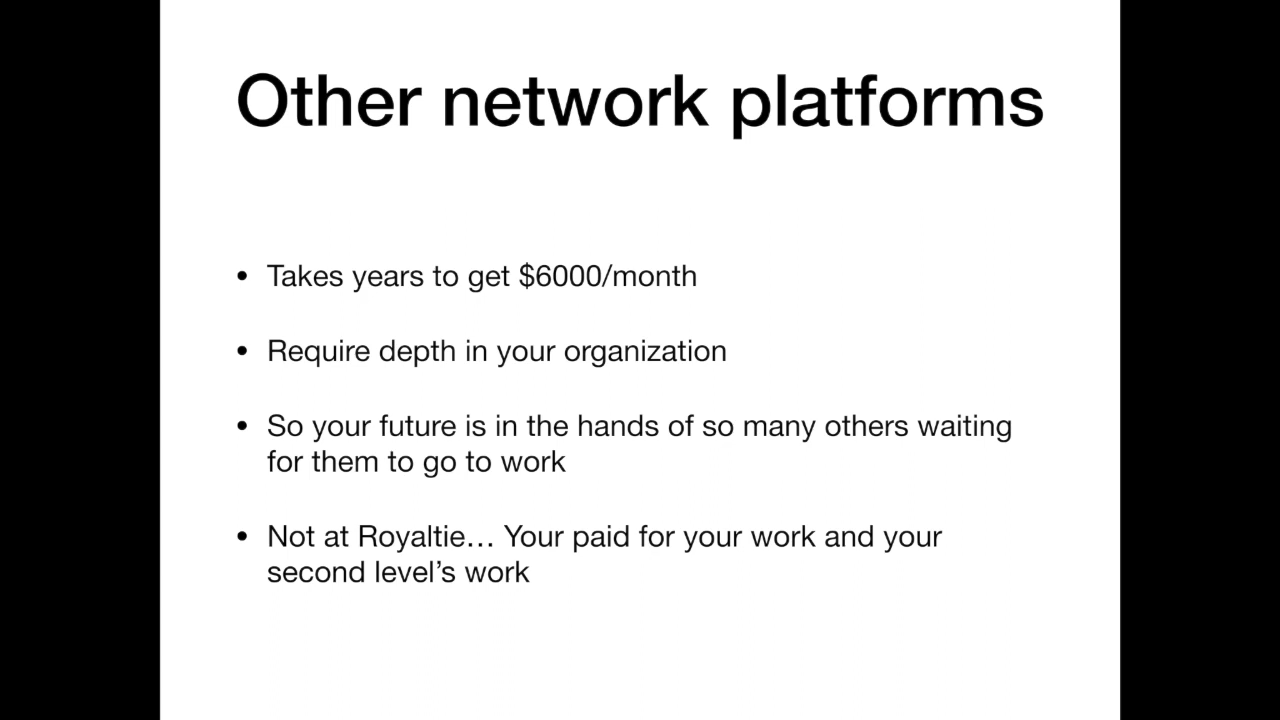 Other network platforms
• Takes years to get $6000/month
• Require depth in your organization
• So your future is in the hands of so many others waiting
for them to go to work
• Not at Royaltie… Your paid for your work and your
second level’s work